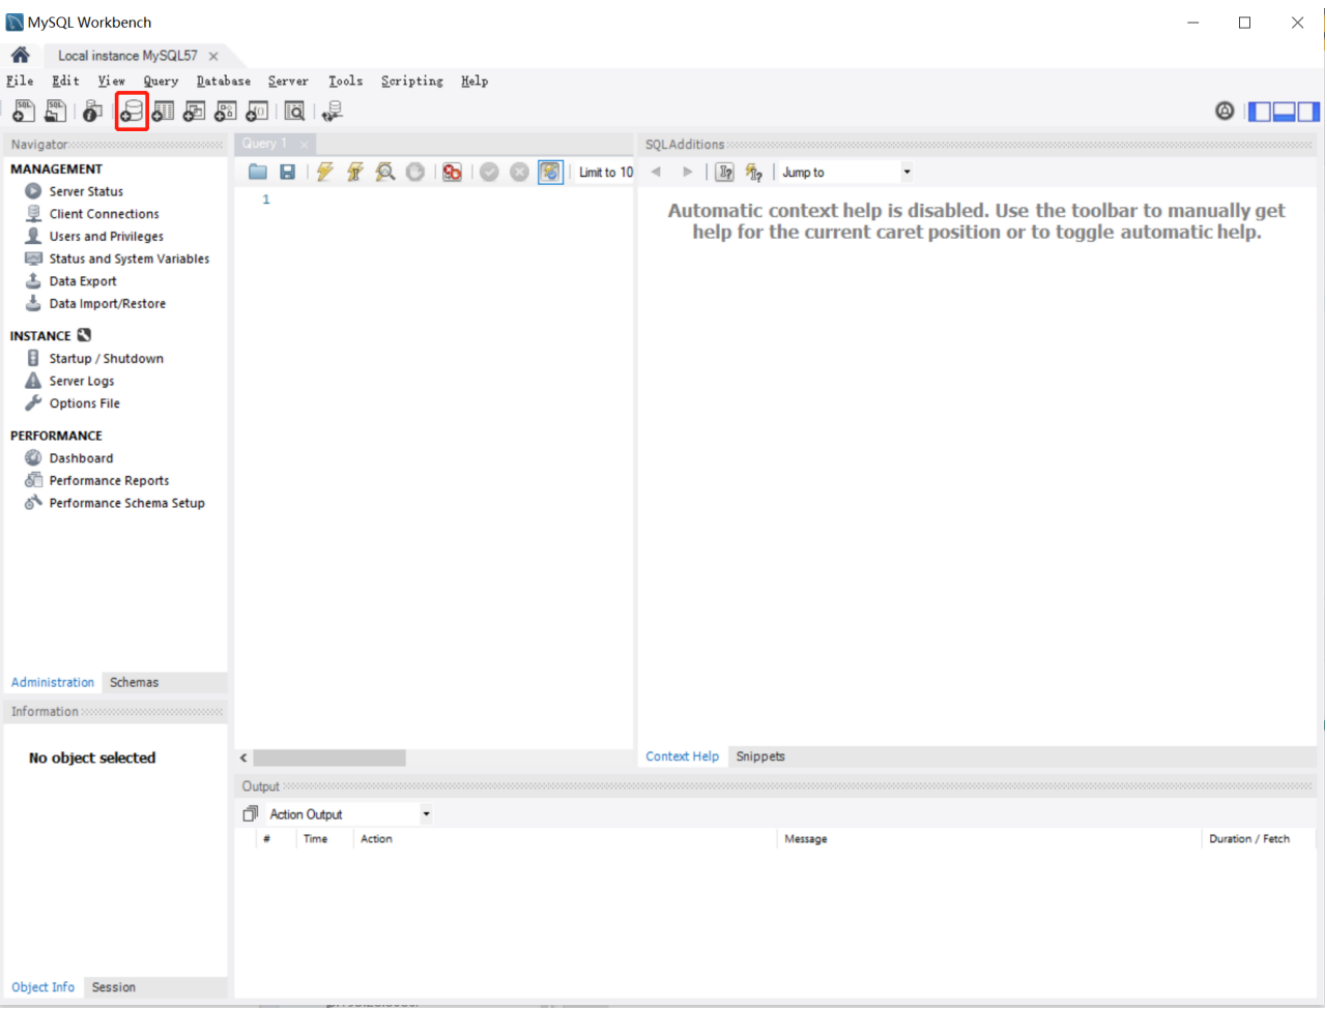 MySQL Workbench
Local instance MySQL57
File Edit View Query Database Server Tools Scripting Help
Navigator
Query 1
SQLAdditions
MANAGEMENT
Limit to 10
Jump to
Server Status
1
Client Connections
Automatic context help is disabled. Use the toolbar to manually get
help for the current caret position or to toggle automatic help.
Users and Privileges
Status and System Variables
Data Export
Data Import/Restore
INSTANCE
Startup / Shutdown
Server Logs
Options File
PERFORMANCE
Dashboard
Performance Reports
Performance Schema Setup
Administration Schemas
Information
No object selected
Context Help Snippets
Output
Action Output
# Time Action Message Duration / Fetch
Object Info Session